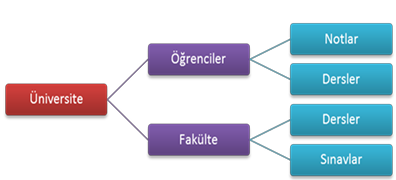 Üniversite
Öğrenciler
Notlar
Dersler
Fakülte
Dersler
Sınavlar